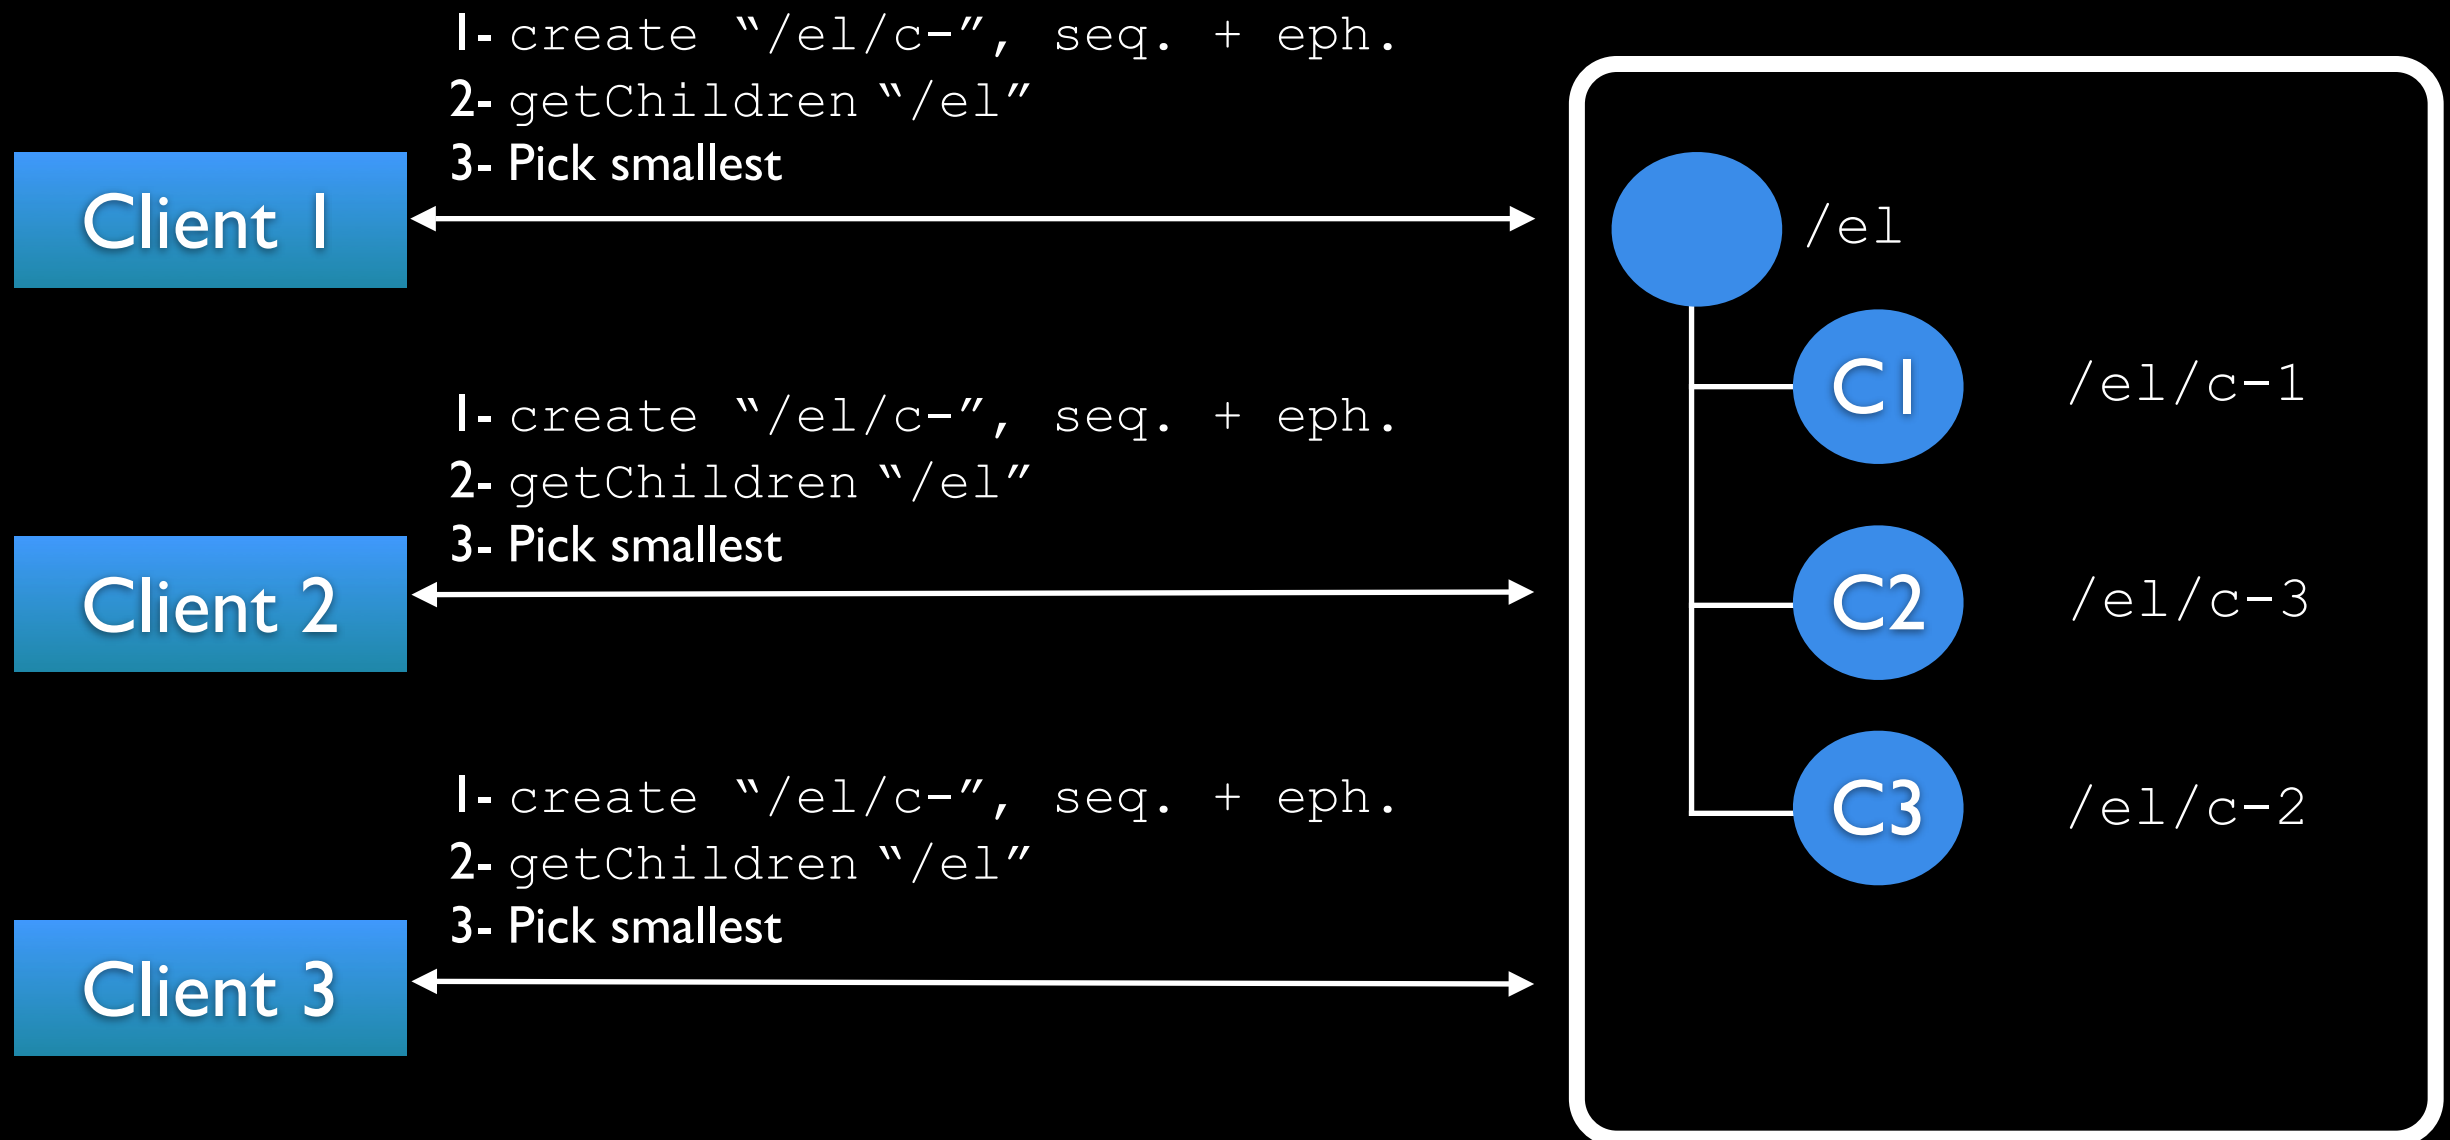 1- create “/el/c-”, seq. + eph.
2- getChildren “/el”
3- Pick smallest
Client 1
1- create “/el/c-”, seq. + eph.
2- getChildren “/el”
3- Pick smallest
Client 2
1- create “/el/c-”, seq. + eph.
2- getChildren “/el”
3- Pick smallest
Client 3
/el
C1 /el/c-1
C2 /el/c-3
C3 /el/c-2